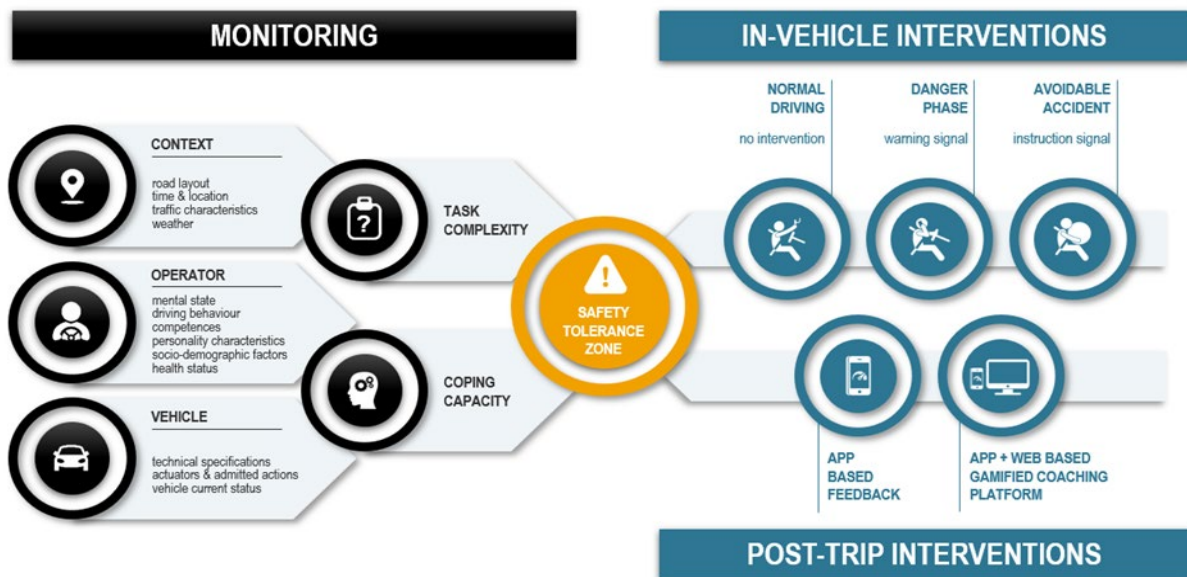 MONITORING
CONTEXT
road layout
time & location
traffic characteristics
weather
OPERATOR
mental state
driving behaviour
competences
personality characteristics
socio-demographic factors
health status
VEHICLE
technical specifications
actuators & admitted actions
vehicle current status
?
TASK
COMPLEXITY
COPING
CAPACITY
!
SAFETY
TOLERANCE
ZONE
IN-VEHICLE INTERVENTIONS
NORMAL
DRIVING
no intervention
DANGER
PHASE
warning signal
AVOIDABLE
ACCIDENT
instruction signal
APP
BASED
FEEDBACK
APP + WEB BASED
GAMIFIED COACHING
PLATFORM
POST-TRIP INTERVENTIONS